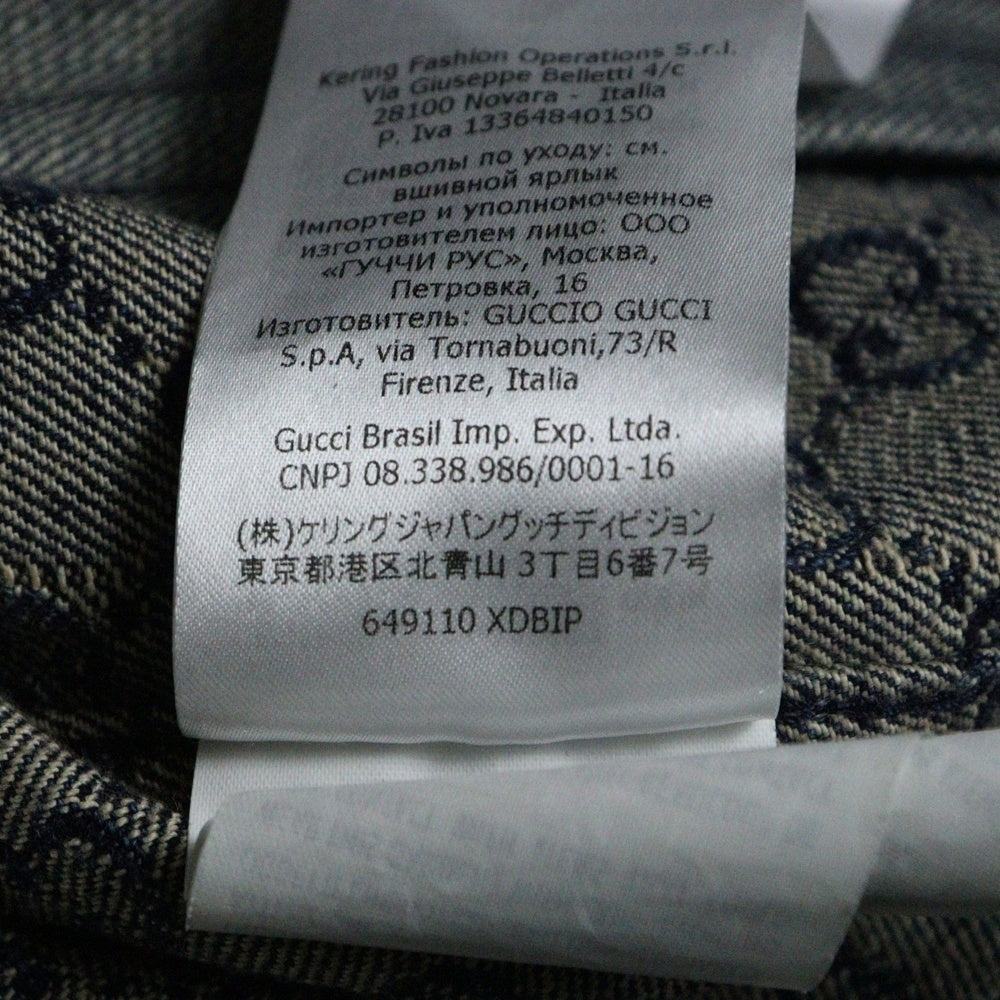 Kering Fashion Operations S.r.l.
Via Giuseppe Belletti 4/c
28100 Novara - Italia
P. Iva 13364840150
Символы по уходу: см.
вшивной ярлык
Импортер и уполномоченное
изготовителем лицо: ООО
«ГУЧЧИ РУС», Москва,
Петровка, 16
Изготовитель: GUCCIO GUCCI
S.p.A, via Tornabuoni,73/R
Firenze, Italia
Gucci Brasil Imp. Exp. Ltda.
CNPJ 08.338.986/0001-16
(株)ケリングジャパングッチディビジョン
東京都港区北青山 3丁目6番7号
649110 XDBIP